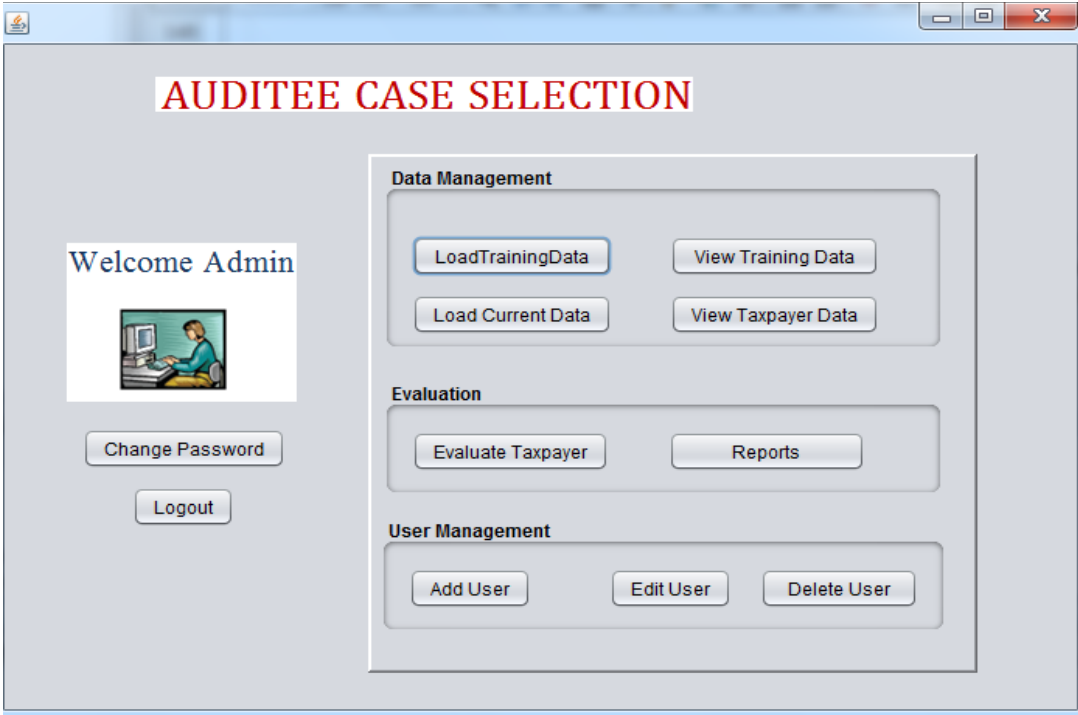 AUDITEE CASE SELECTION
Welcome Admin
Change Password
Logout
Data Management
LoadTrainingData View Training Data
Load Current Data View Taxpayer Data
Evaluation
Evaluate Taxpayer Reports
User Management
Add User Edit User Delete User